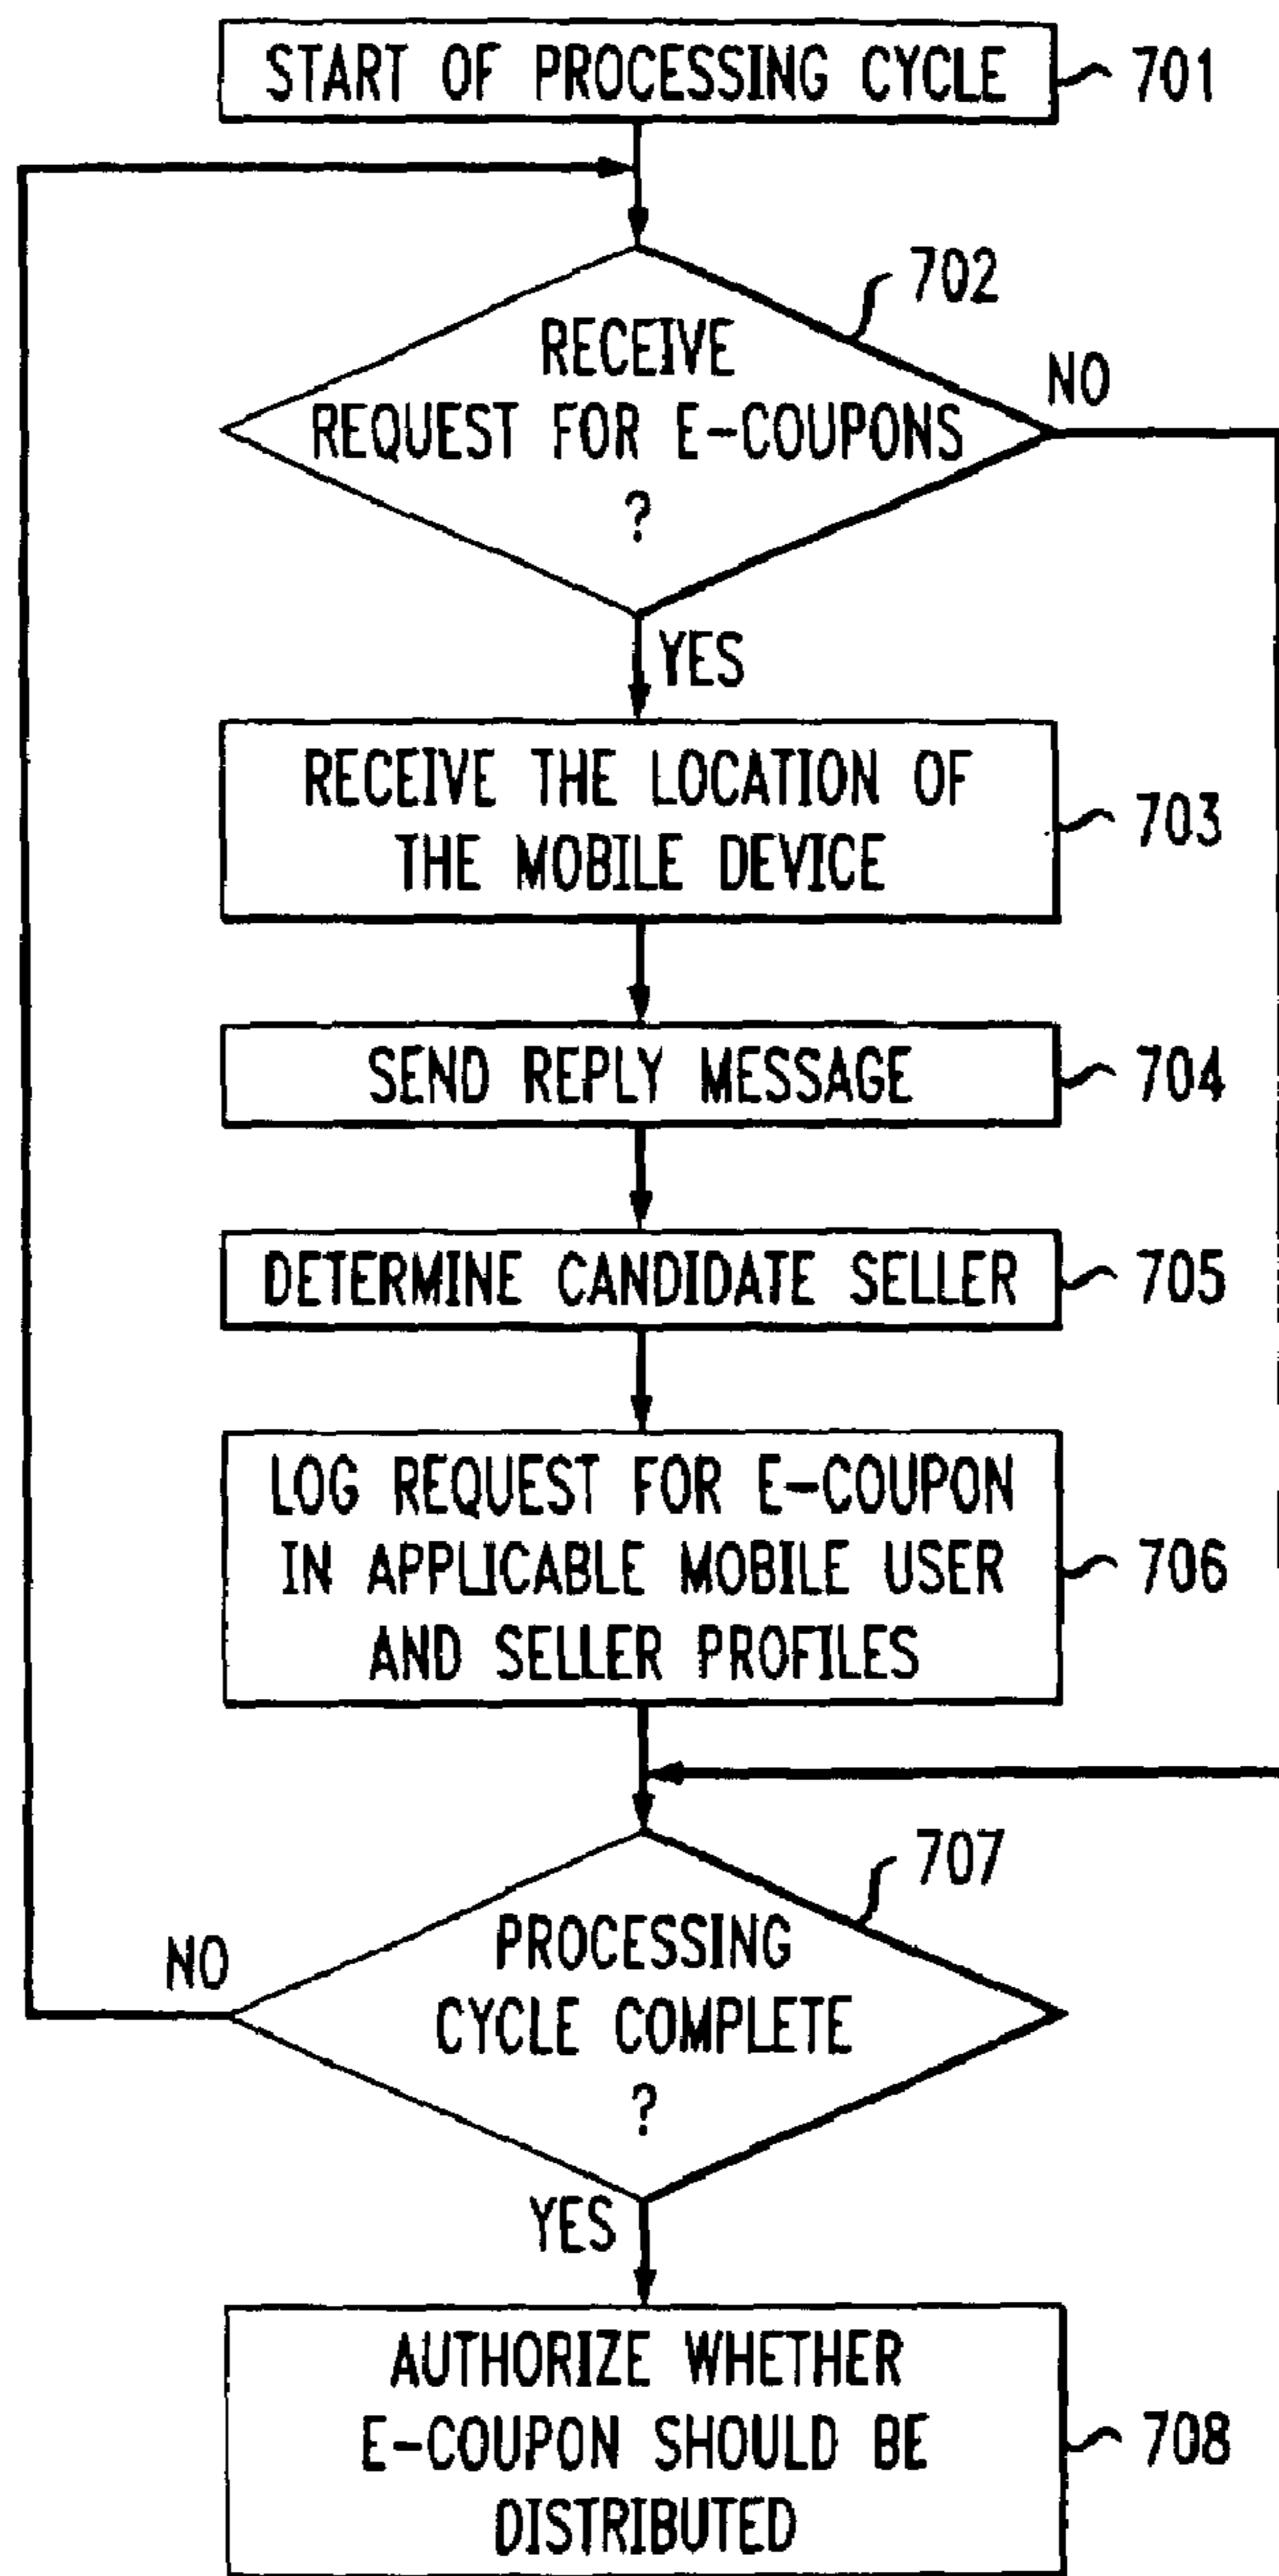 START OF PROCESSING CYCLE 701
702
RECEIVE
REQUEST FOR E-COUPONS
?
NO
YES
RECEIVE THE LOCATION OF
THE MOBILE DEVICE
703
SEND REPLY MESSAGE 704
DETERMINE CANDIDATE SELLER 705
LOG REQUEST FOR E-COUPON
IN APPLICABLE MOBILE USER
AND SELLER PROFILES
706
707
PROCESSING
CYCLE COMPLETE
?
NO
YES
AUTHORIZE WHETHER
E-COUPON SHOULD BE
DISTRIBUTED
708